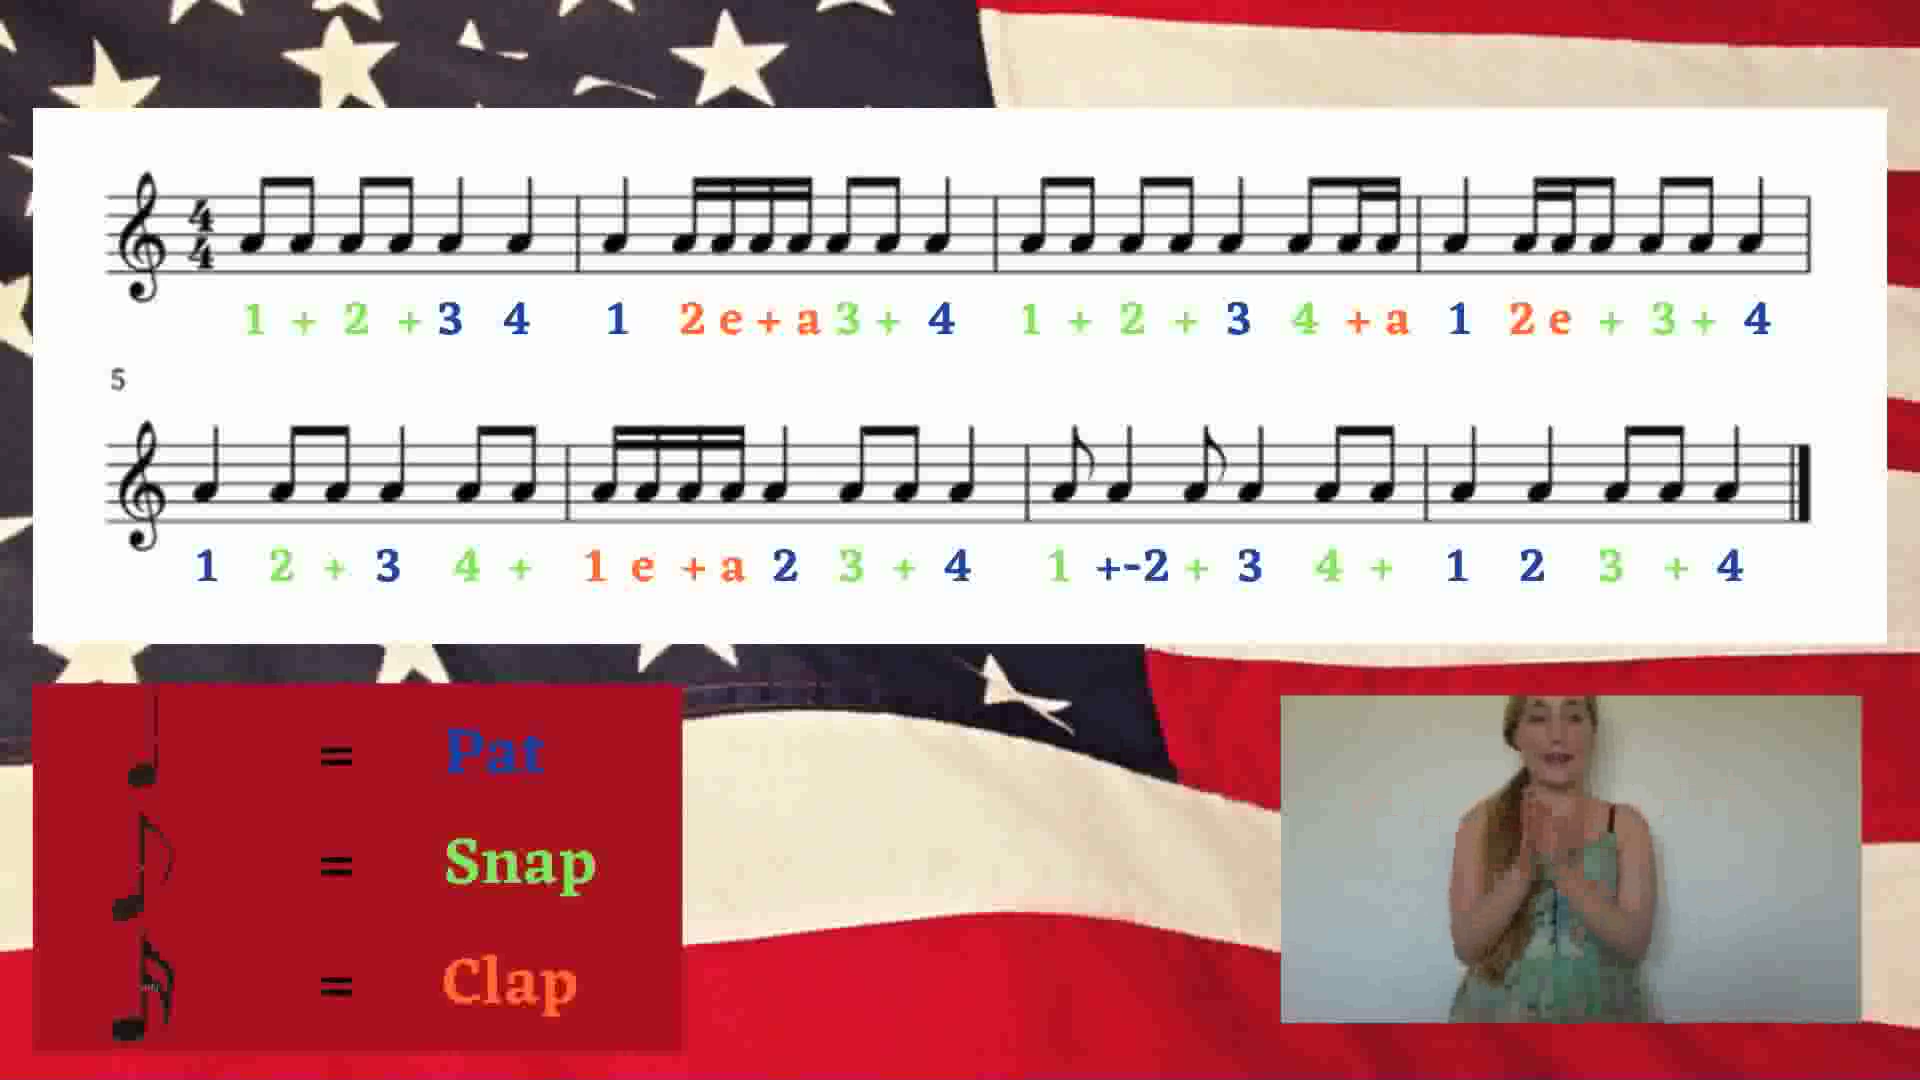 4
4
1 + 2 + 3 4 1 2 e + a 3 + 4 1 + 2 + 3 4 + a 1 2 e + 3 + 4
5
1 2 + 3 4 + 1 e + a 2 3 + 4 1 +-2 + 3 4 + 1 2 3 + 4
= Pat
= Snap
= Clap